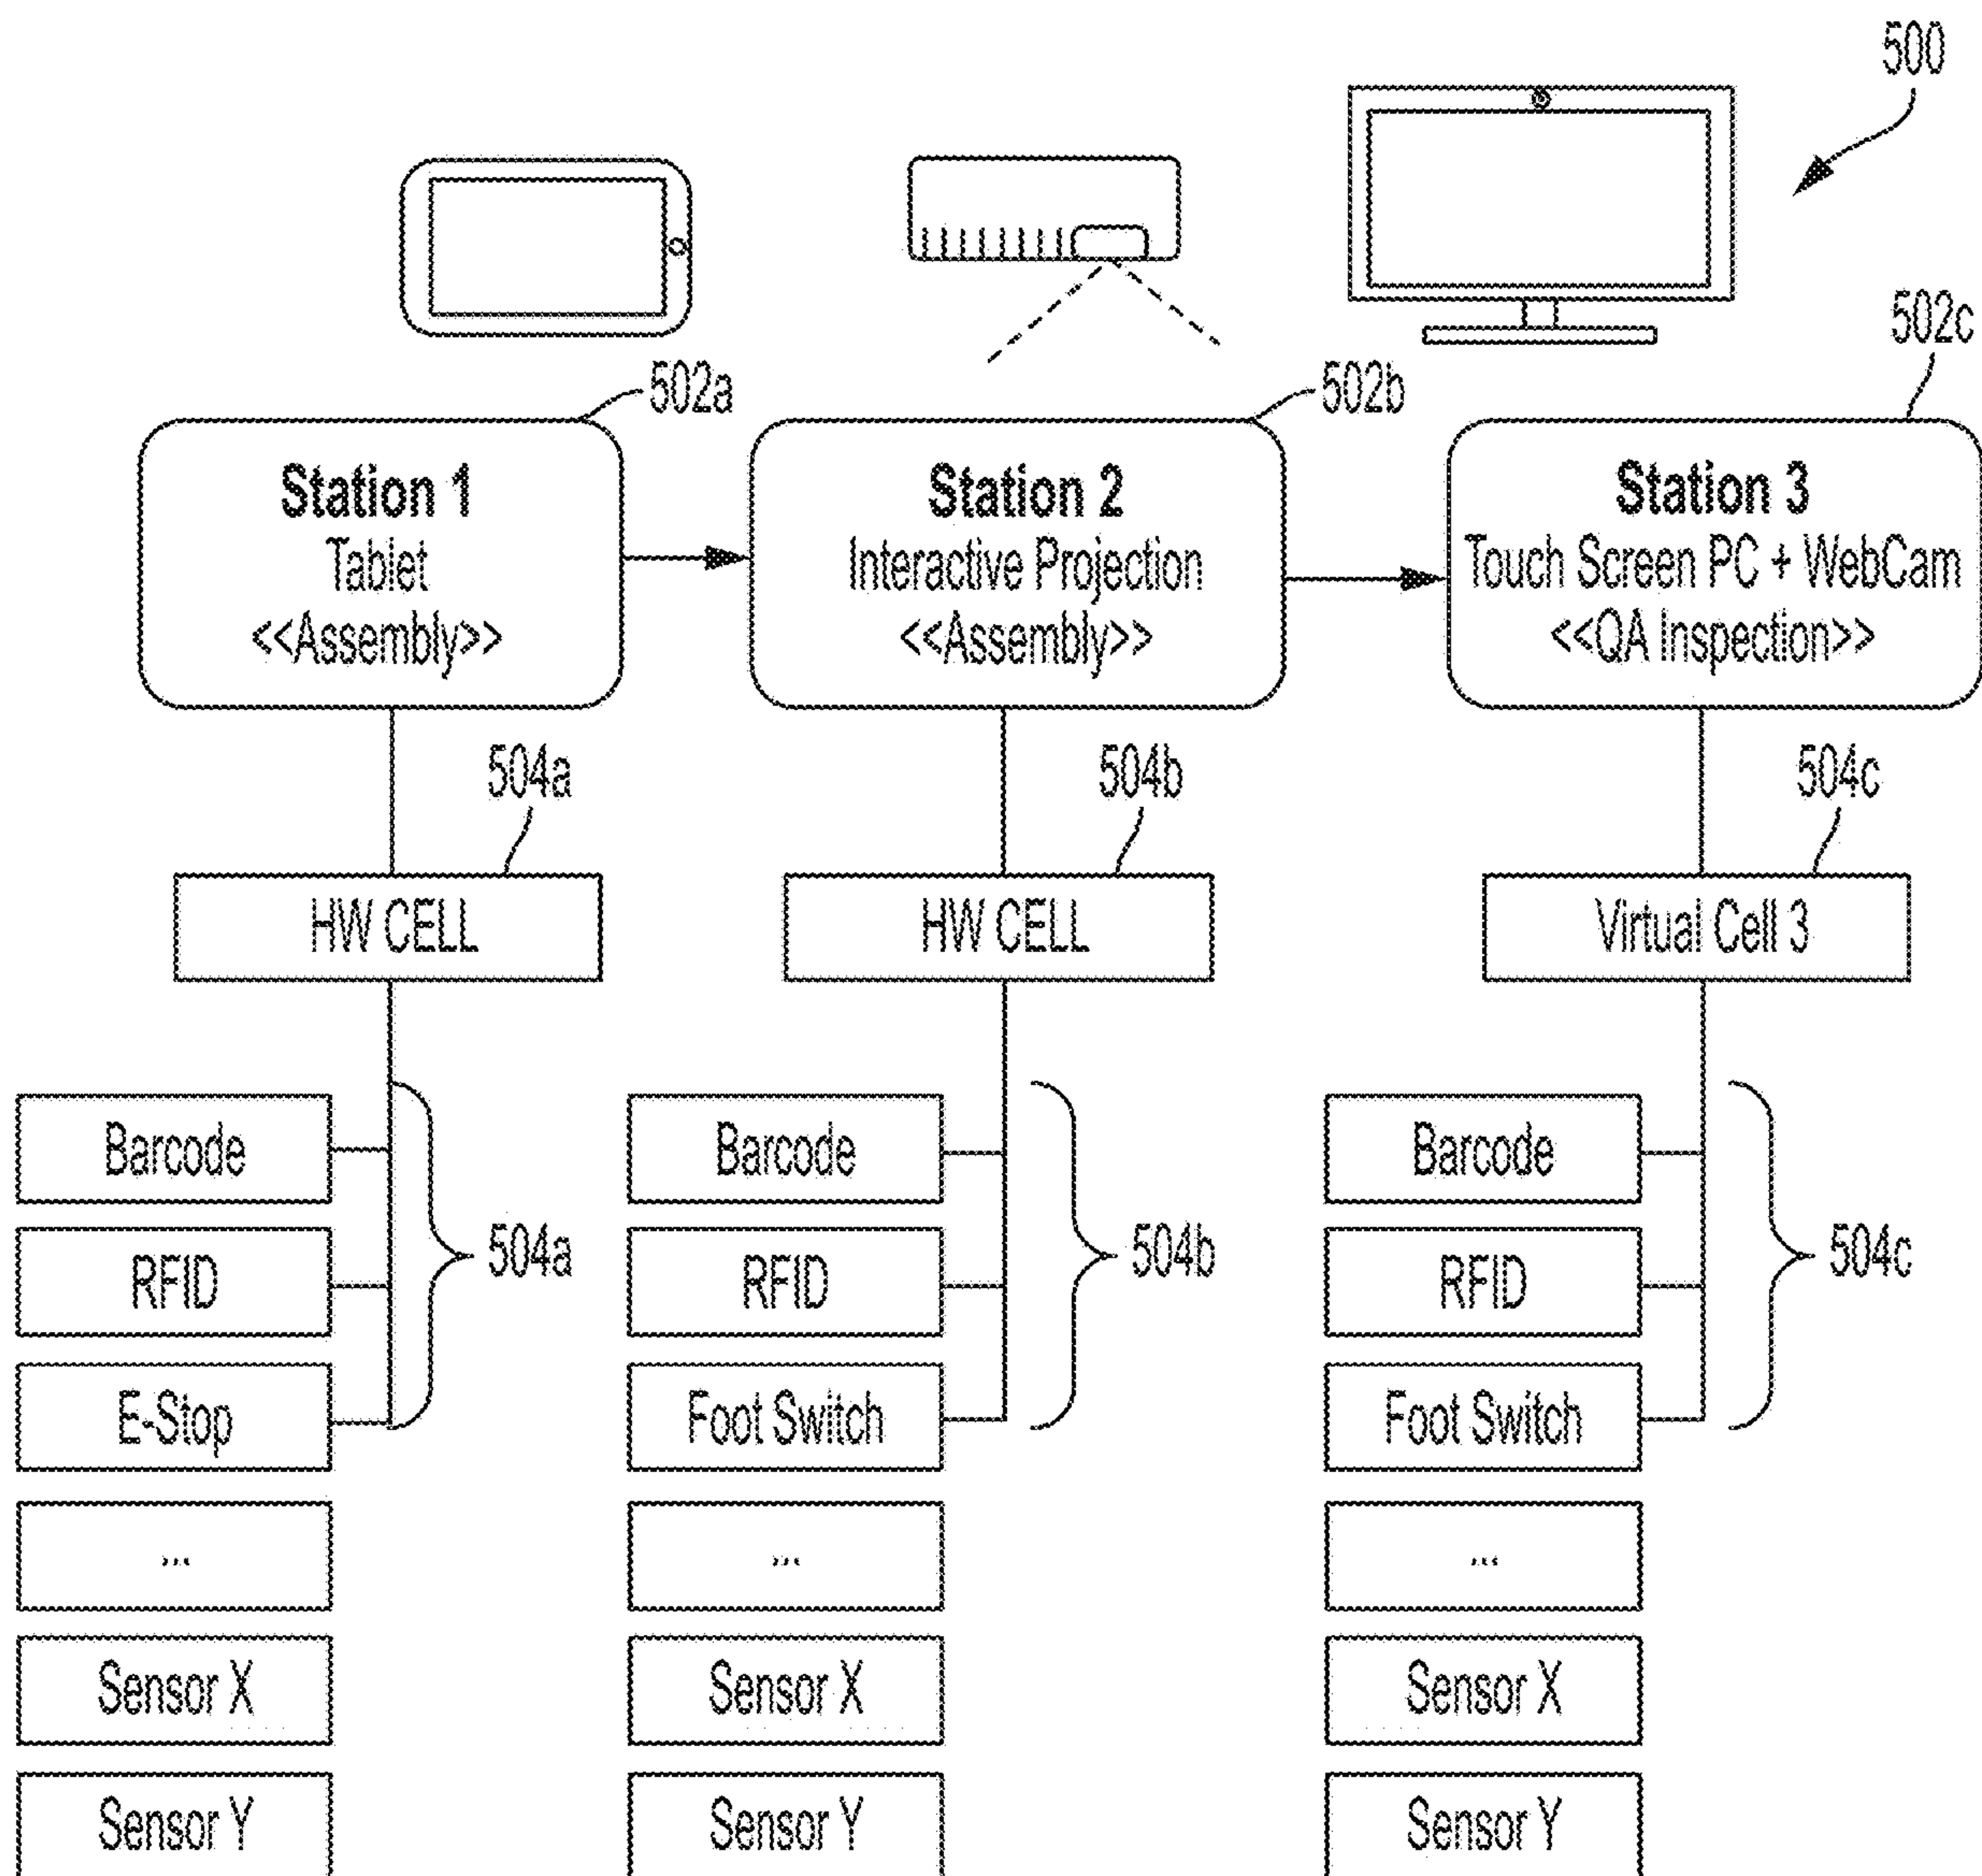 500
502a
502b
502c
Station 1
Tablet
<<Assembly>>
Station 2
Interactive Projection
<<Assembly>>
Station 3
Touch Screen PC + WebCam
<<QA Inspection>>
504a
504b
504c
HW CELL
HW CELL
Virtual Cell 3
Barcode
RFID
E-Stop
...
Sensor X
Sensor Y
504a
Barcode
RFID
Foot Switch
...
Sensor X
Sensor Y
504b
Barcode
RFID
Foot Switch
...
Sensor X
Sensor Y
504c